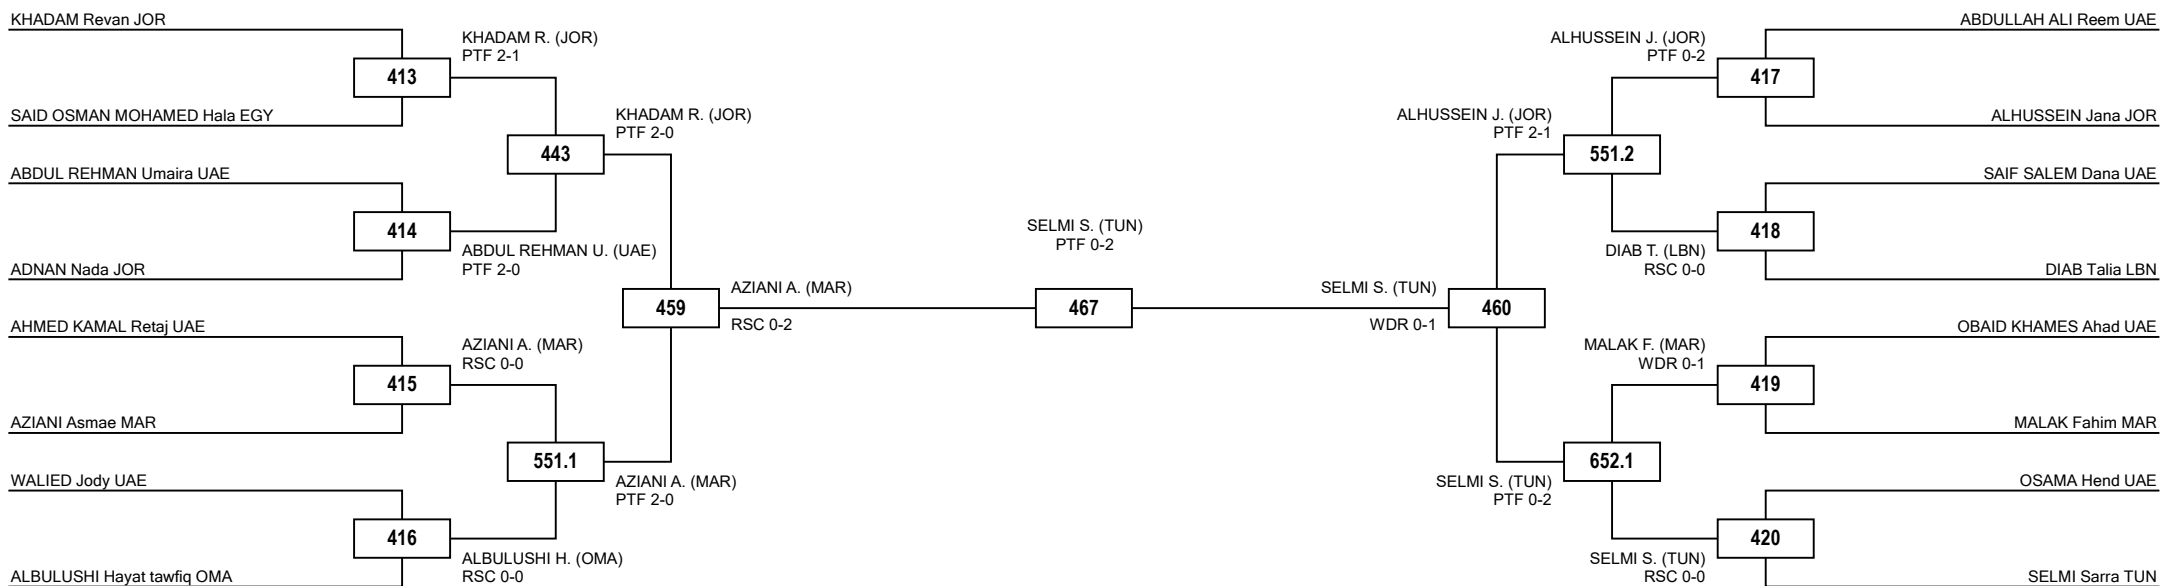 KHADAM Revan JOR
ABDULLAH ALI Reem UAE
KHADAM R. (JOR)
PTF 2-1
ALHUSSEIN J. (JOR)
PTF 0-2
413
417
SAID OSMAN MOHAMED Hala EGY
KHADAM R. (JOR)
PTF 2-0
ALHUSSEIN J. (JOR)
PTF 2-1
ALHUSSEIN Jana JOR
443
551.2
ABDUL REHMAN Umaira UAE
SAIF SALEM Dana UAE
414
SELMI S. (TUN)
PTF 0-2
418
ABDUL REHMAN U. (UAE)
PTF 2-0
DIAB T. (LBN)
RSC 0-0
ADNAN Nada JOR
DIAB Talia LBN
459
AZIANI A. (MAR)
RSC 0-2
467
SELMI S. (TUN)
WDR 0-1
460
AHMED KAMAL Retaj UAE
OBAID KHAMES Ahad UAE
AZIANI A. (MAR)
RSC 0-0
MALAK F. (MAR)
WDR 0-1
415
419
AZIANI Asmae MAR
MALAK Fahim MAR
551.1
652.1
WALIED Jody UAE
AZIANI A. (MAR)
PTF 2-0
SELMI S. (TUN)
PTF 0-2
OSAMA Hend UAE
416
420
ALBULUSHI H. (OMA)
RSC 0-0
SELMI S. (TUN)
RSC 0-0
ALBULUSHI Hayat tawfiq OMA
SELMI Sarra TUN